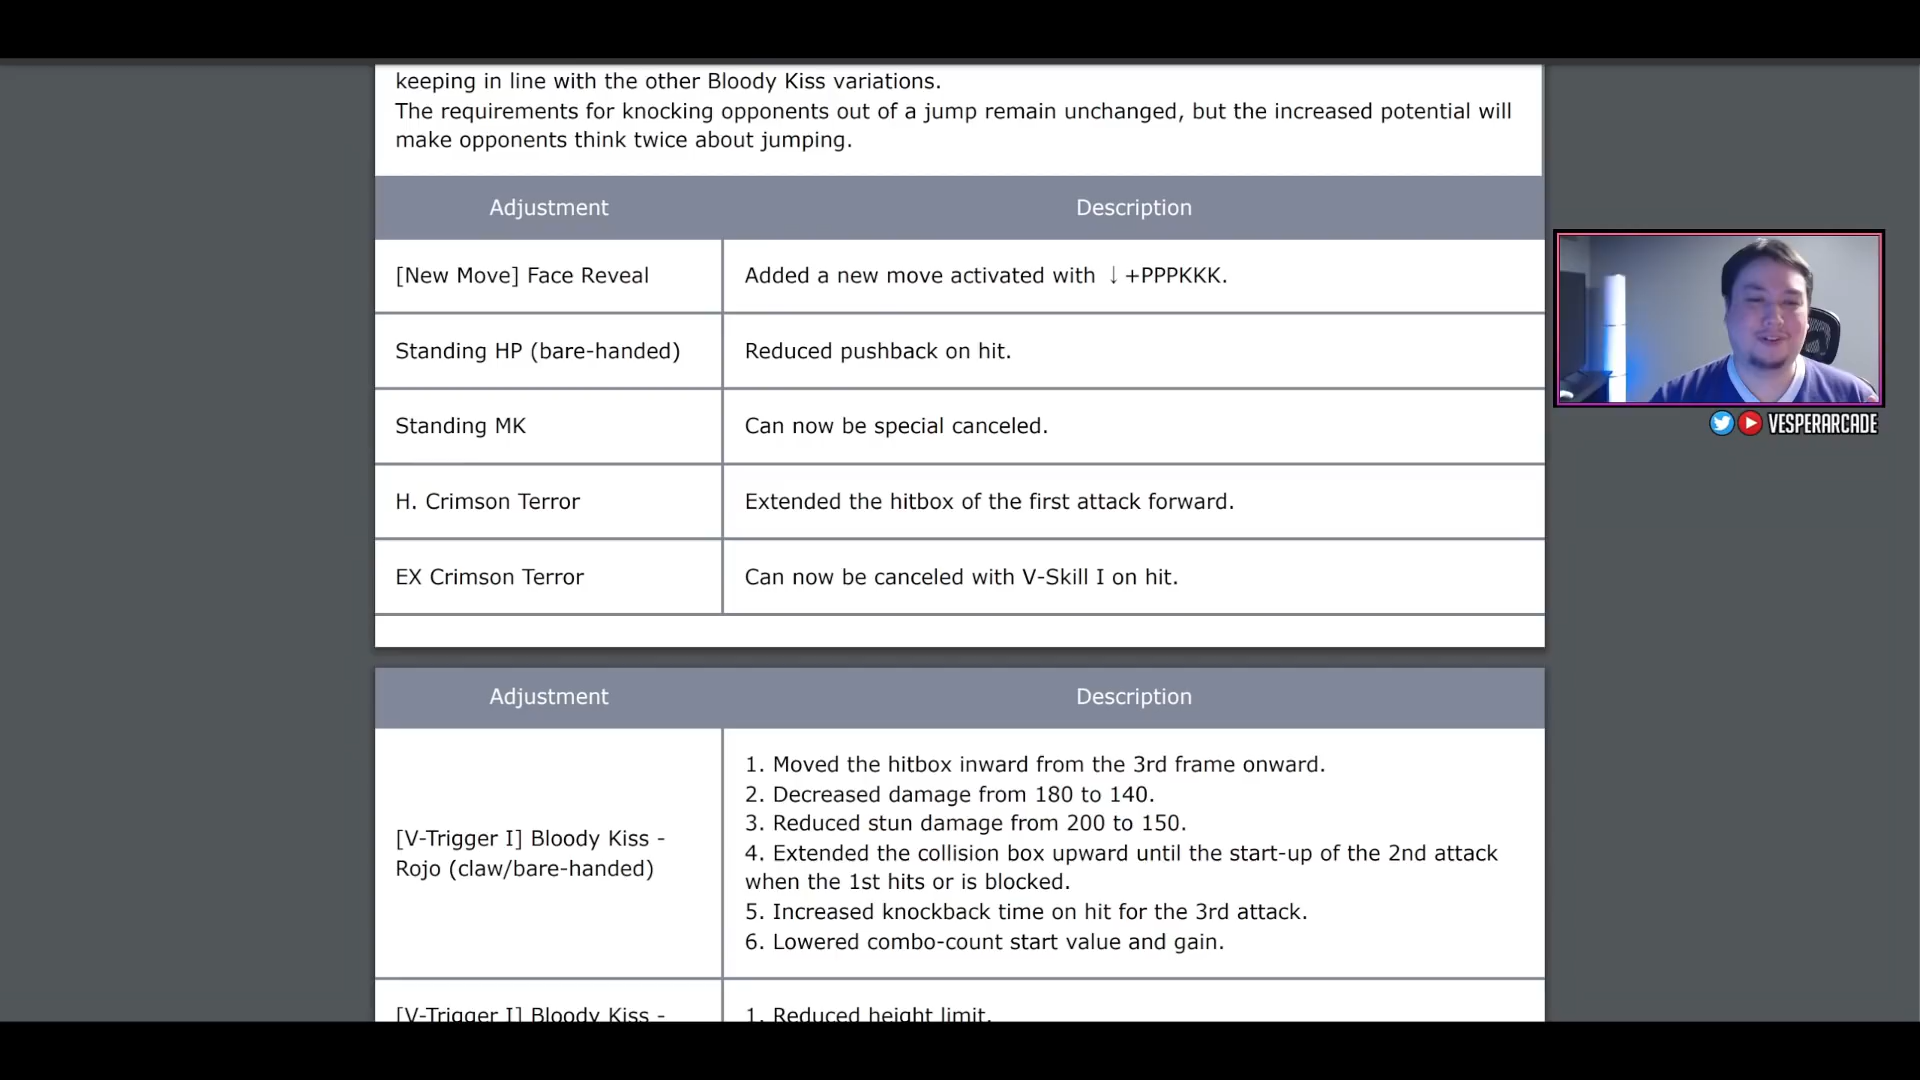 keeping in line with the other Bloody Kiss variations.
The requirements for knocking opponents out of a jump remain unchanged, but the increased potential will
make opponents think twice about jumping.
Adjustment Description
[New Move] Face Reveal Added a new move activated with ↓+PPPKKK.
Standing HP (bare-handed) Reduced pushback on hit.
Standing MK Can now be special canceled.
H. Crimson Terror Extended the hitbox of the first attack forward.
EX Crimson Terror Can now be canceled with V-Skill I on hit.
Adjustment Description
[V-Trigger I] Bloody Kiss -
Rojo (claw/bare-handed)
1. Moved the hitbox inward from the 3rd frame onward.
2. Decreased damage from 180 to 140.
3. Reduced stun damage from 200 to 150.
4. Extended the collision box upward until the start-up of the 2nd attack
when the 1st hits or is blocked.
5. Increased knockback time on hit for the 3rd attack.
6. Lowered combo-count start value and gain.
[V-Trigger I] Bloody Kiss - 1. Reduced height limit.
VESPERARCADE